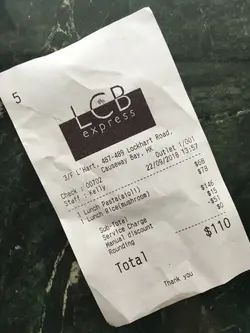 5
LCB
express
3/F L'Hart, 487-489 Lockhart Road,
Causeway Bay, HK
Check : 00702 Outlet 1/001
Staff : Kelly 22/09/2018 13:57
1 Lunch Pasta(aloli) $68
1 Lunch Rice(mushroom) $78
Sub-Total $146
Service Charge $15
Manual discount -$51
Rounding $0
Total $110
Thank you